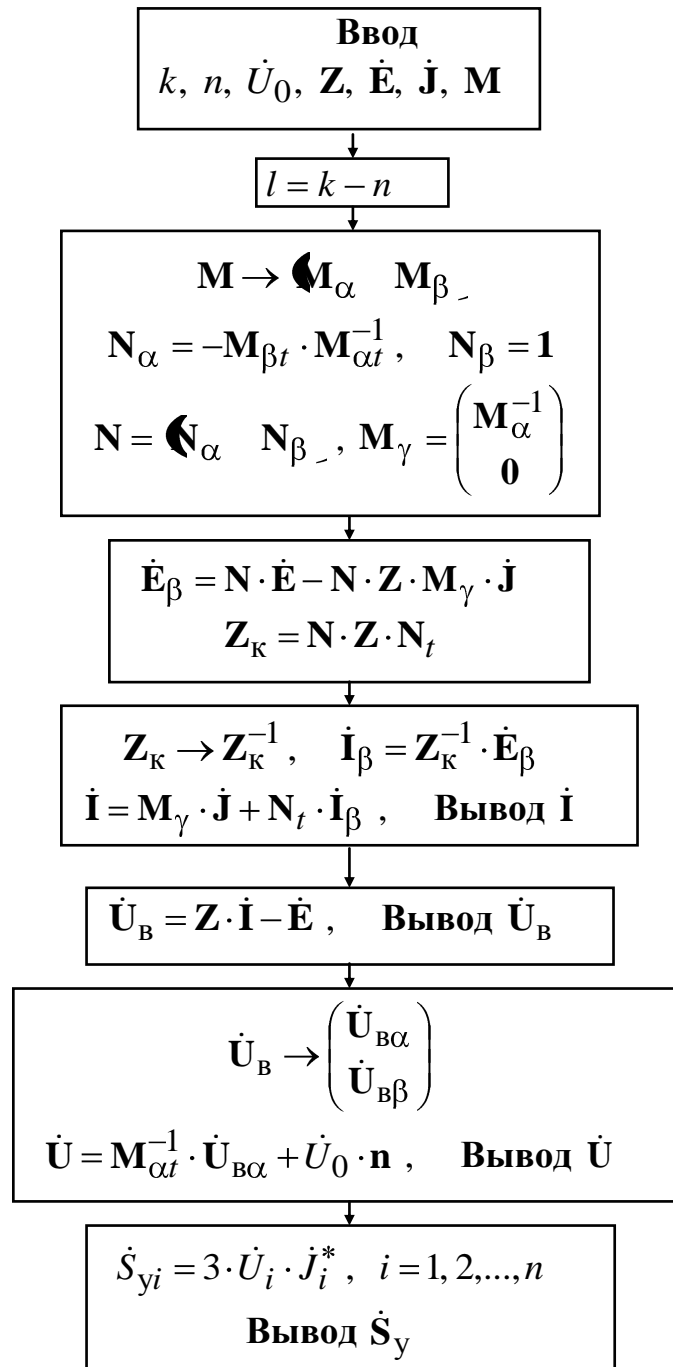 Ввод
k, n, U̇₀, Z, Ė, J̇, M
l = k – n
M → (M_α M_β
N_α = –M_βt · M_αt⁻¹ , N_β = 1
N = (N_α N_β , M_γ = (M_α⁻¹
0)
Ė_β = N · Ė – N · Z · M_γ · J̇
Z_к = N · Z · N_t
Z_к → Z_к⁻¹ , İ_β = Z_к⁻¹ · Ė_β
İ = M_γ · J̇ + N_t · İ_β , Вывод İ
U̇_в = Z · İ – Ė , Вывод U̇_в
U̇_в → (U̇_вα
U̇_вβ)
U̇ = M_αt⁻¹ · U̇_вα + U̇₀ · n , Вывод U̇
Ṡ_уi = 3 · U̇_i · J̇_i* , i = 1, 2,..., n
Вывод Ṡ_у